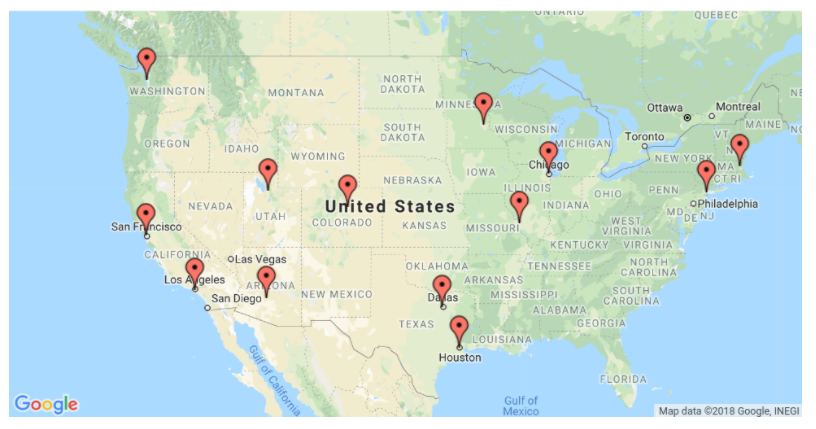 ONTARIO
QUEBEC
WASHINGTON
MONTANA
NORTH
DAKOTA
MINNESOTA
Ottawa
Montreal
MAINE
VT
OREGON
IDAHO
SOUTH
DAKOTA
WISCONSIN
MICHIGAN
Toronto
WYOMING
NEW YORK
MA
CT RI
NEBRASKA
IOWA
Chicago
ILLINOIS
INDIANA
OHIO
PENN
NEVADA
UTAH
United States
COLORADO
KANSAS
MISSOURI
WEST
VIRGINIA
MD
DE
NJ
Philadelphia
San Francisco
CALIFORNIA
Las Vegas
KENTUCKY
VIRGINIA
Los Angeles
ARIZONA
NEW MEXICO
OKLAHOMA
ARKANSAS
TENNESSEE
NORTH
CAROLINA
San Diego
Dallas
MISSISSIPPI
ALABAMA
SOUTH
CAROLINA
GEORGIA
TEXAS
LOUISIANA
Houston
FLORIDA
Gulf of California
Gulf of
Mexico
Google
Map data ©2018 Google, INEGI